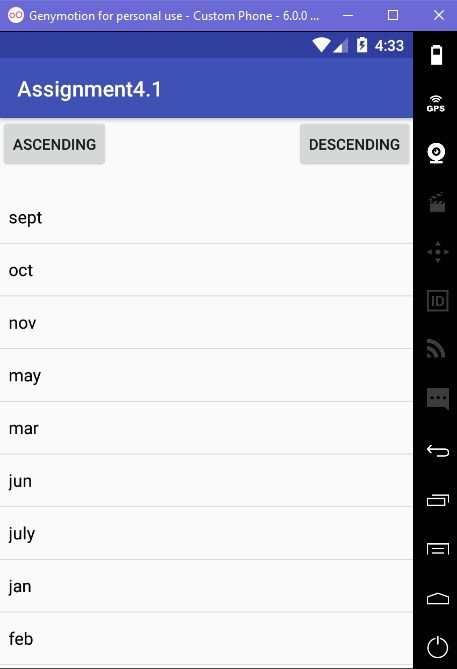 Genymotion for personal use - Custom Phone - 6.0.0 ...
4:33
Assignment4.1
ASCENDING
DESCENDING
GPS
sept
oct
nov
ID
may
mar
jun
july
jan
feb